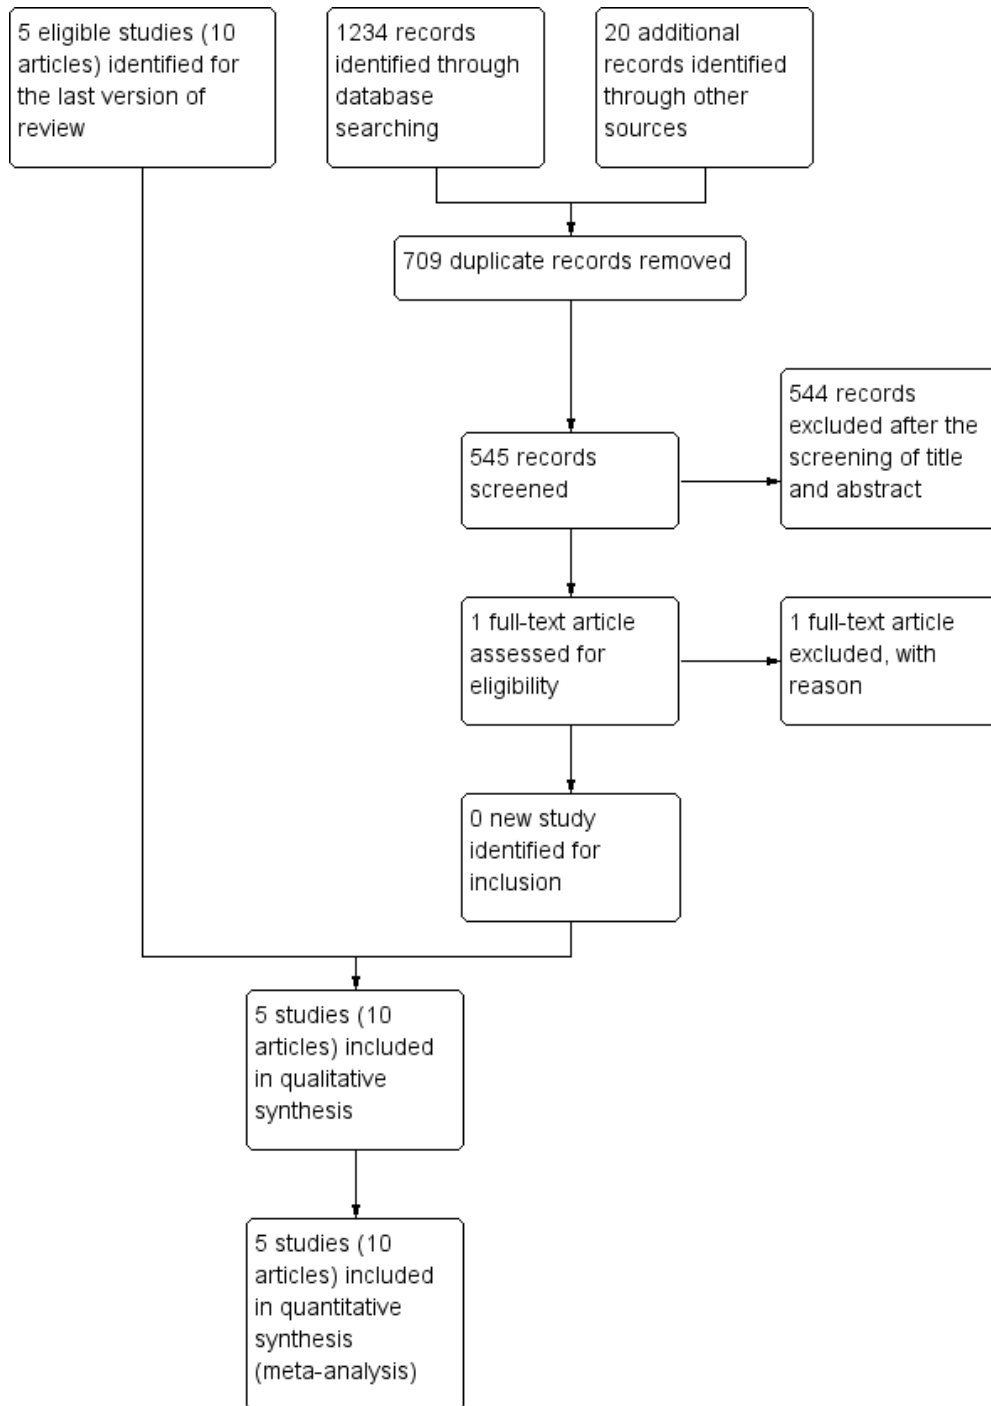 5 eligible studies (10
articles) identified for
the last version of
review
1234 records
identified through
database
searching
20 additional
records identified
through other
sources
709 duplicate records removed
545 records
screened
544 records
excluded after the
screening of title
and abstract
1 full-text article
assessed for
eligibility
1 full-text article
excluded, with
reason
0 new study
identified for
inclusion
5 studies (10
articles) included
in qualitative
synthesis
5 studies (10
articles) included
in quantitative
synthesis
(meta-analysis)